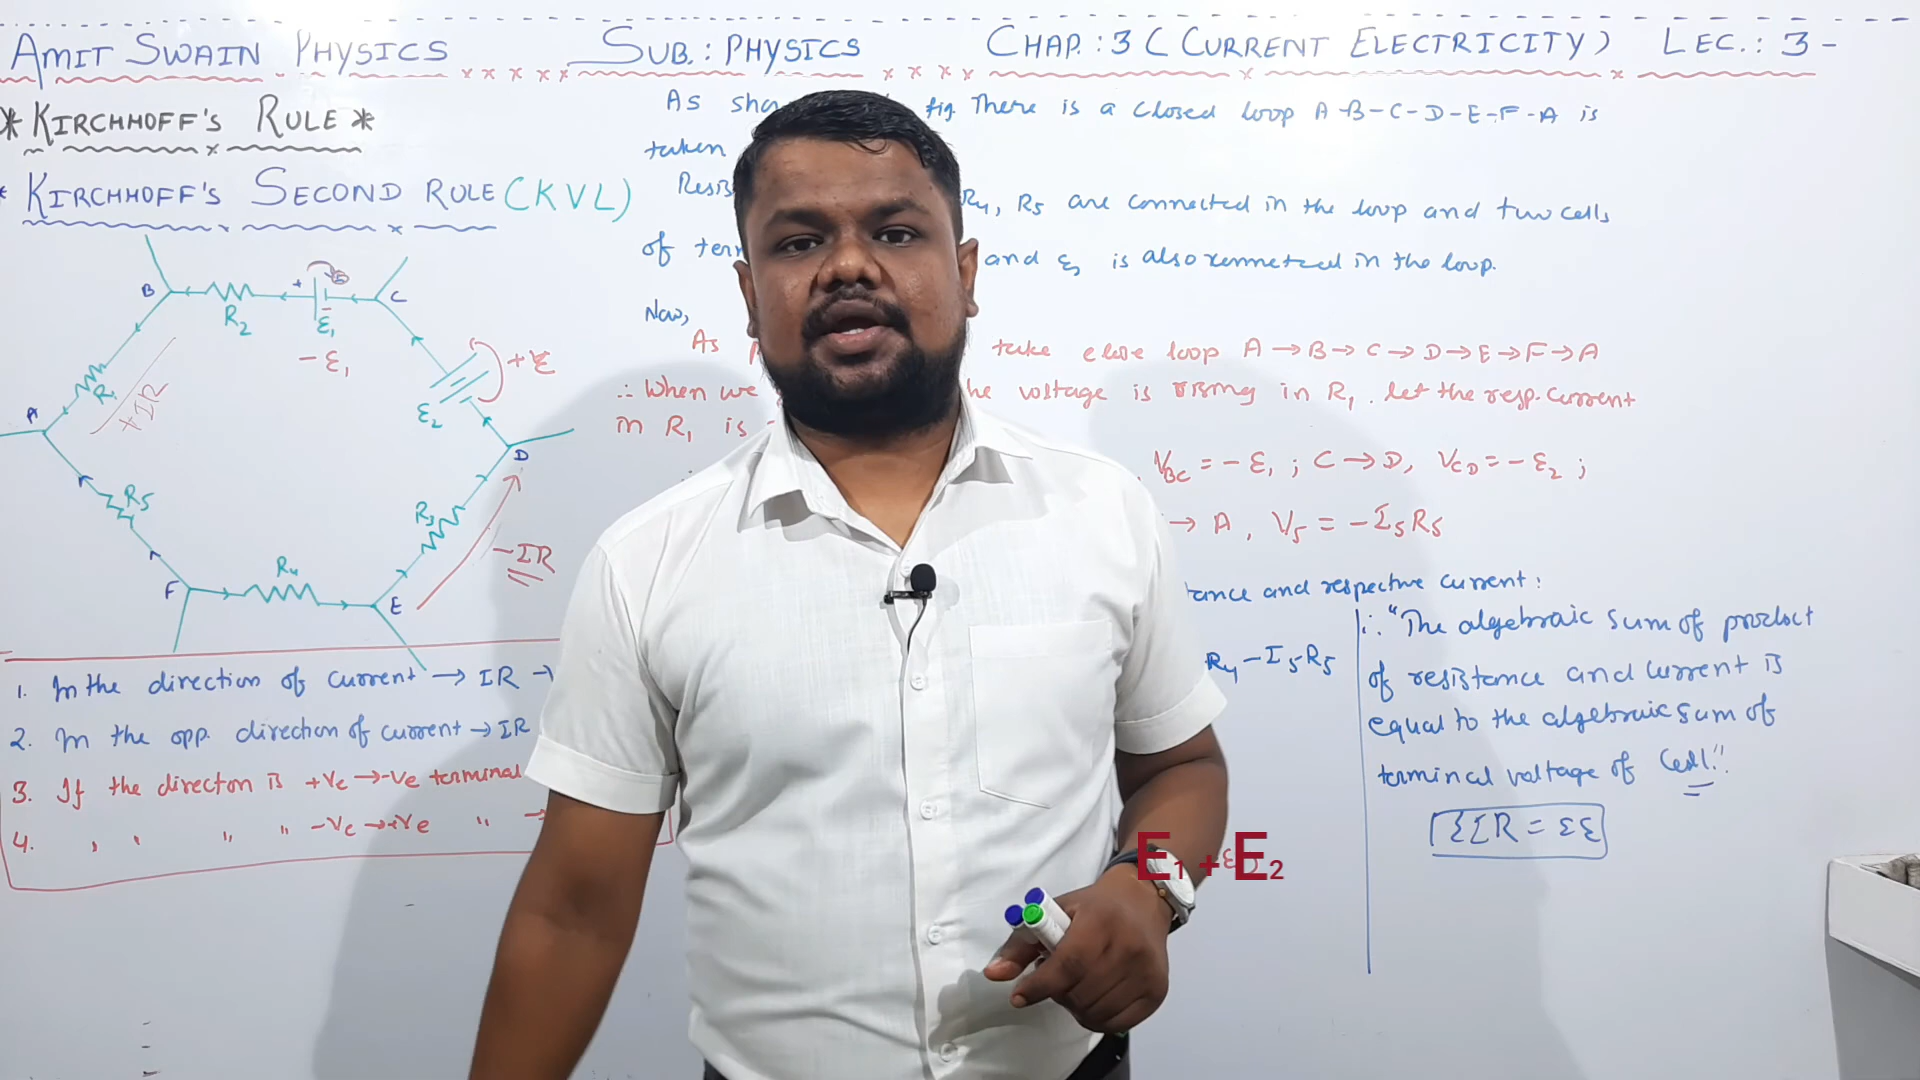 AMIT SWAIN PHYSICS SUB.: PHYSICS CHAP.: 3 (CURRENT ELECTRICITY) LEC.: 3 -
* KIRCHHOFF'S RULE *
* KIRCHHOFF'S SECOND RULE (KVL)
B R2 + ε1 C
- ε1
+ε
R1
+IR
A
ε2
D
R5
R3
-IR
R4
F E
1. In the direction of current → IR →
2. In the opp. direction of current → IR
3. If the direction is +ve → -ve terminal
4. " " " " -ve → +ve " →
As fig. There is a closed loop A-B-C-D-E-F-A is
taken
R4, R5 are connected in the loop and two cells
of and is also connected in the loop.
Now,
As take close loop A → B → C → D → E → F → A
∴ When we the voltage is rising in R1. let the resp. current
in R1 is
VBC = - ε1 ; C → D, VCD = - ε2 ;
→ A, V5 = - I5R5
and respective current :
R4 - I5R5
∴ "The algebraic sum of product
of resistance and current is
equal to the algebraic sum of
terminal voltage of Cell."
ΣIR = Σε
E1 + E2